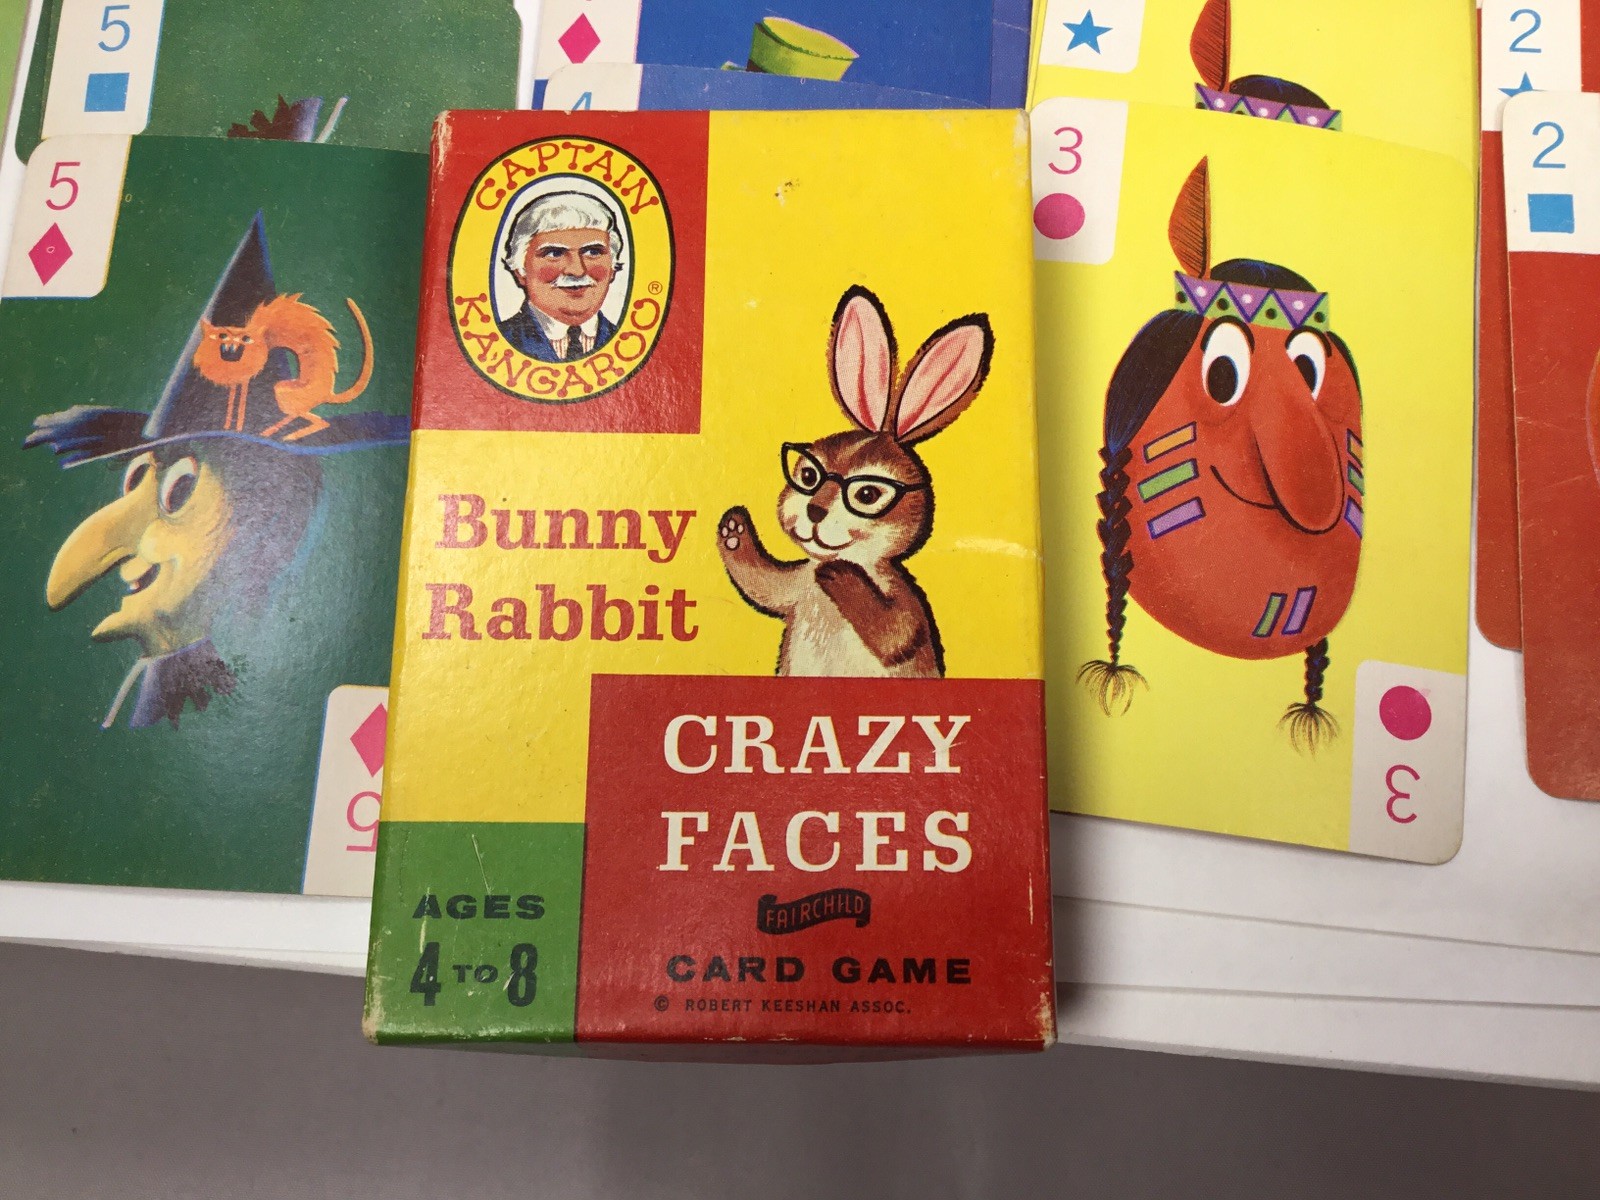 5
5
5
4
3
3
2
2
CAPTAIN
KANGAROO®
Bunny
Rabbit
CRAZY
FACES
FAIRCHILD
CARD GAME
© ROBERT KEESHAN ASSOC.
AGES
4 TO 8